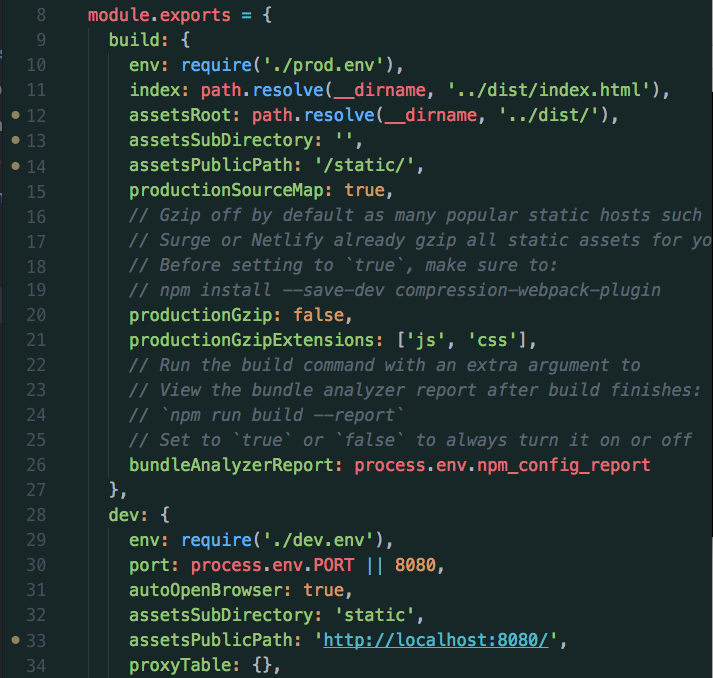 8 module.exports = {
9 build: {
10 env: require('./prod.env'),
11 index: path.resolve(__dirname, '../dist/index.html'),
12 assetsRoot: path.resolve(__dirname, '../dist/'),
13 assetsSubDirectory: '',
14 assetsPublicPath: '/static/',
15 productionSourceMap: true,
16 // Gzip off by default as many popular static hosts such
17 // Surge or Netlify already gzip all static assets for yo
18 // Before setting to `true`, make sure to:
19 // npm install --save-dev compression-webpack-plugin
20 productionGzip: false,
21 productionGzipExtensions: ['js', 'css'],
22 // Run the build command with an extra argument to
23 // View the bundle analyzer report after build finishes:
24 // `npm run build --report`
25 // Set to `true` or `false` to always turn it on or off
26 bundleAnalyzerReport: process.env.npm_config_report
27 },
28 dev: {
29 env: require('./dev.env'),
30 port: process.env.PORT || 8080,
31 autoOpenBrowser: true,
32 assetsSubDirectory: 'static',
33 assetsPublicPath: 'http://localhost:8080/',
34 proxyTable: {},